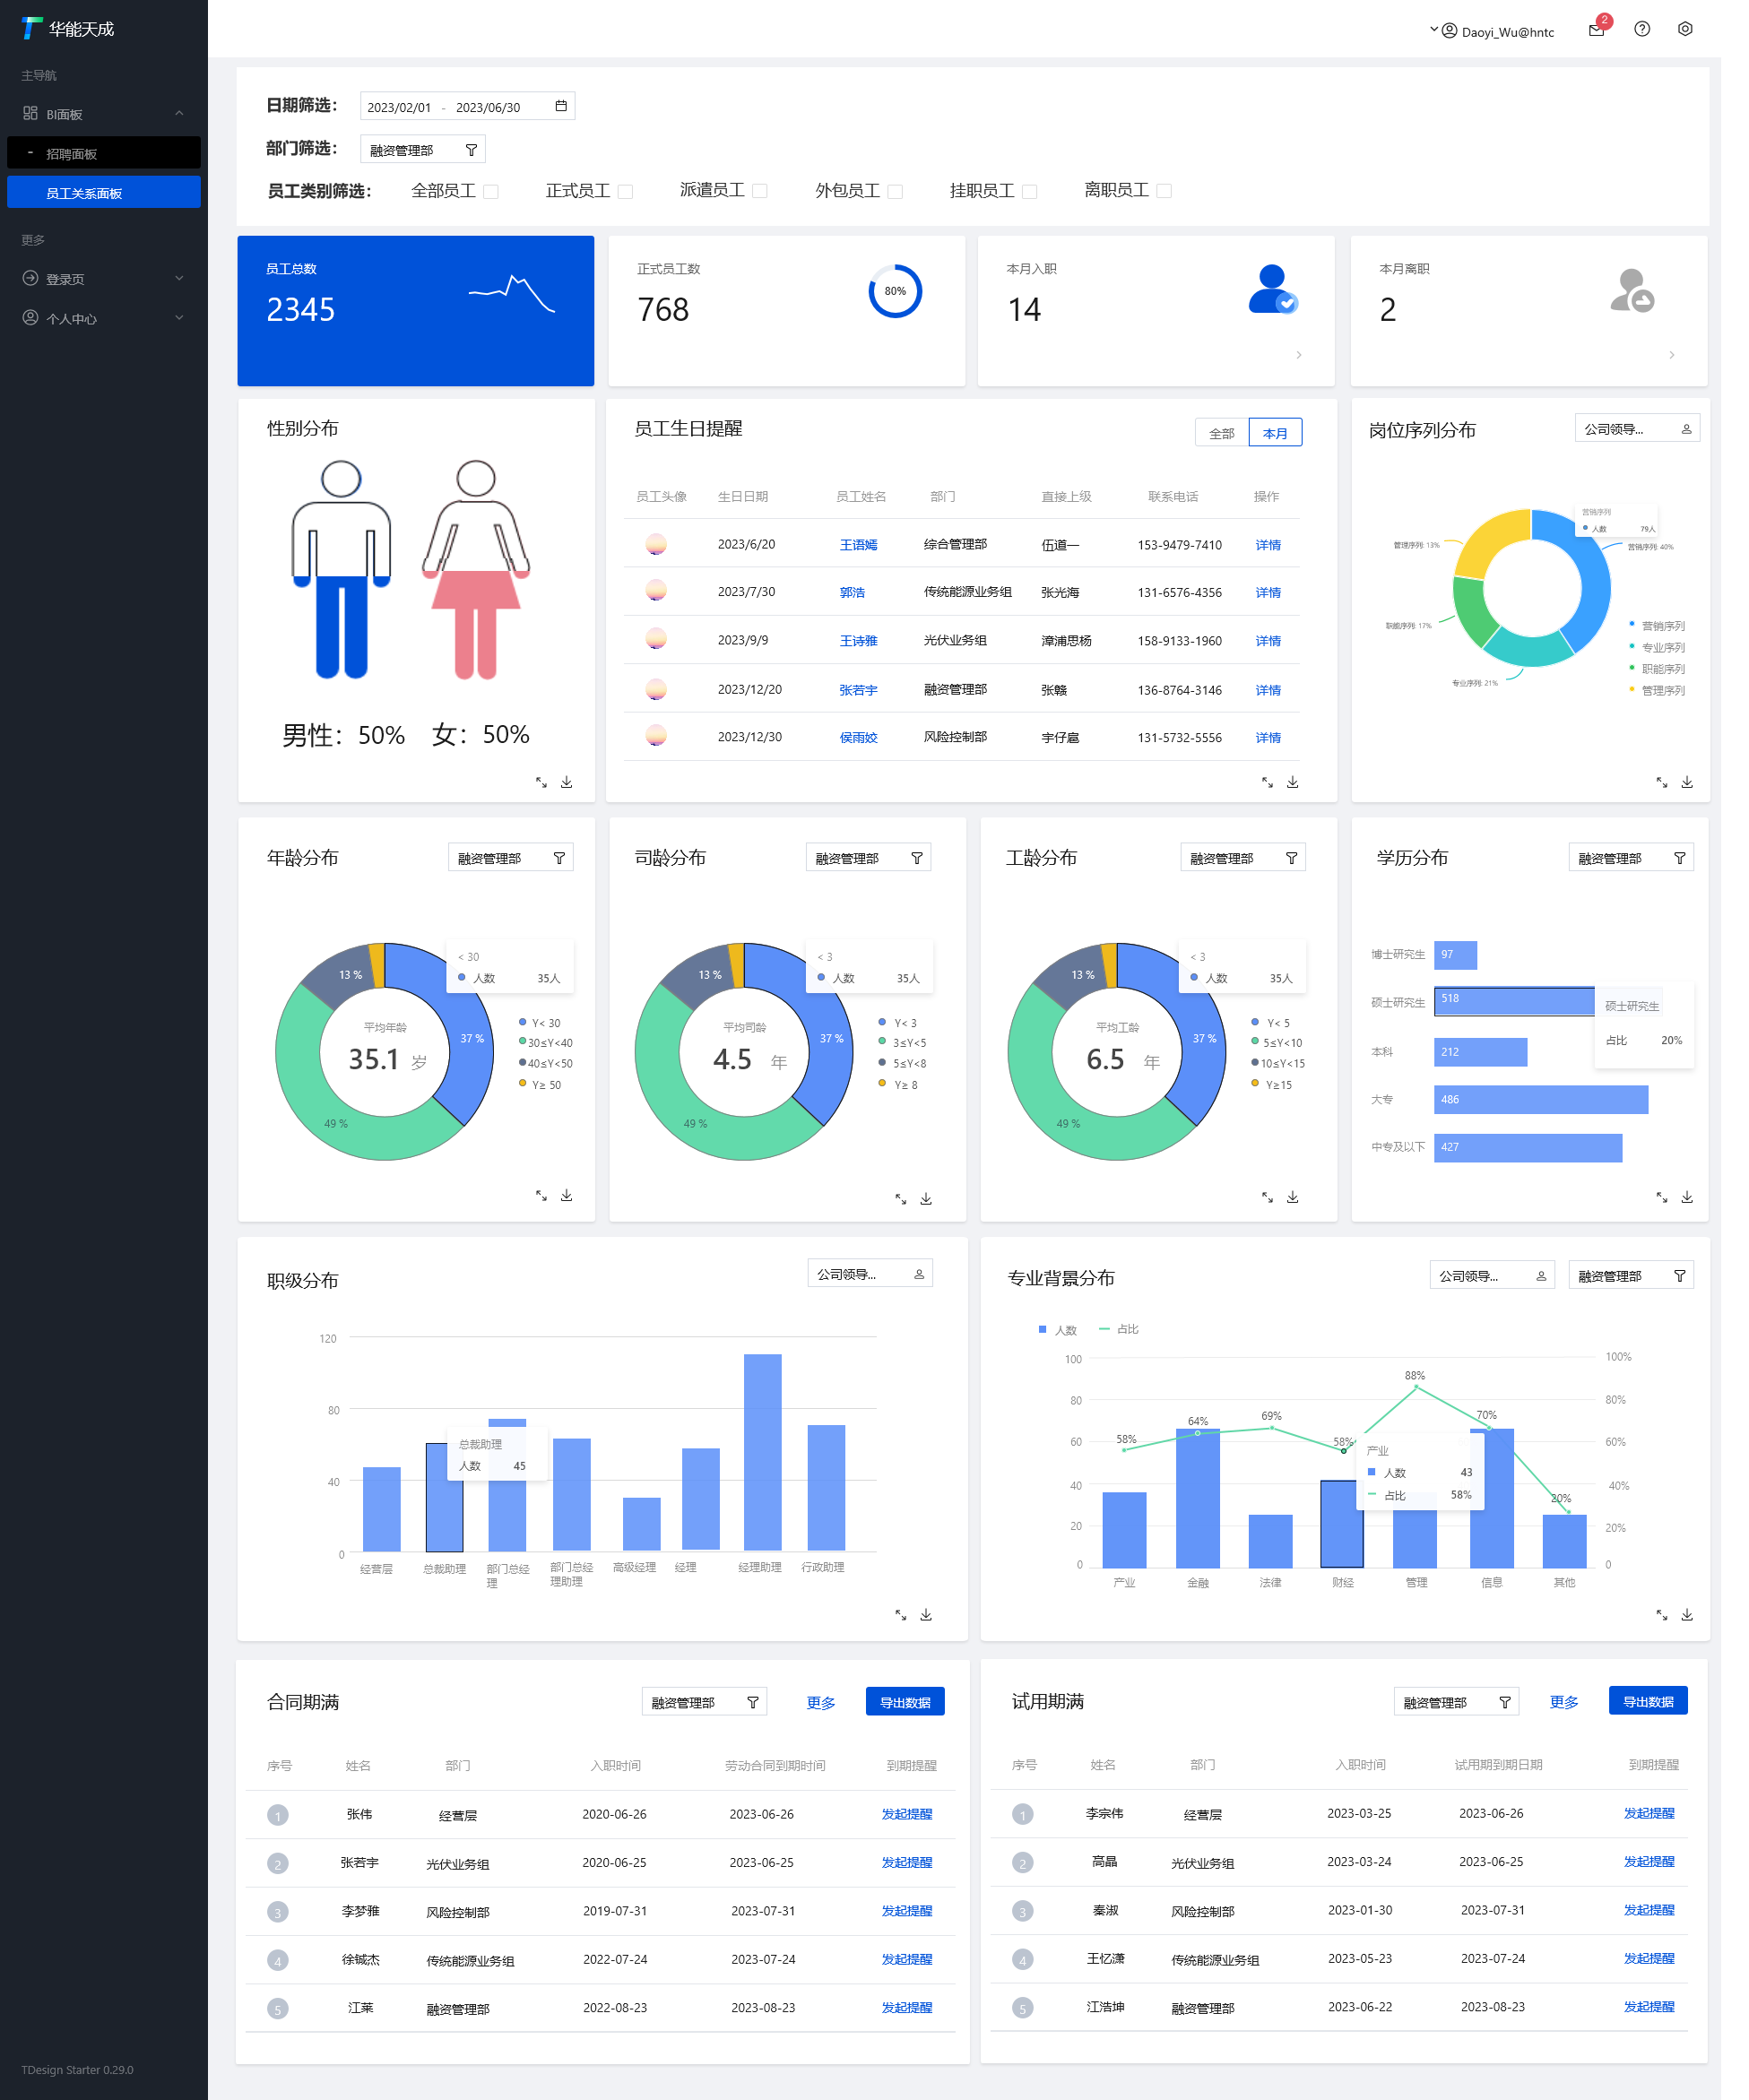 华能天成
主导航
BI面板
- 招聘面板
员工关系面板
更多
登录页
个人中心
TDesign Starter 0.29.0
Daoyi_Wu@hntc
2
日期筛选： 2023/02/01 - 2023/06/30
部门筛选： 融资管理部
员工类别筛选： 全部员工 正式员工 派遣员工 外包员工 挂职员工 离职员工
员工总数
2345
正式员工数
768
80%
本月入职
14
本月离职
2
性别分布
男性：50% 女：50%
员工生日提醒
全部 本月
员工头像 生日日期 员工姓名 部门 直接上级 联系电话 操作
2023/6/20 王语嫣 综合管理部 伍道一 153-9479-7410 详情
2023/7/30 郭浩 传统能源业务组 张光海 131-6576-4356 详情
2023/9/9 王诗雅 光伏业务组 漳浦思杨 158-9133-1960 详情
2023/12/20 张若宇 融资管理部 张赣 136-8764-3146 详情
2023/12/30 侯雨姣 风险控制部 宇仔扈 131-5732-5556 详情
岗位序列分布
公司领导...
营销序列
人数 79人
管理序列: 13%
营销序列: 40%
职能序列: 17%
专业序列: 21%
营销序列
专业序列
职能序列
管理序列
年龄分布
融资管理部
< 30
人数 35人
13 %
37 %
49 %
平均年龄
35.1 岁
Y< 30
30≤Y<40
40≤Y<50
Y≥ 50
司龄分布
融资管理部
< 3
人数 35人
13 %
37 %
49 %
平均司龄
4.5 年
Y< 3
3≤Y<5
5≤Y<8
Y≥ 8
工龄分布
融资管理部
< 3
人数 35人
13 %
37 %
49 %
平均工龄
6.5 年
Y< 5
5≤Y<10
10≤Y<15
Y≥15
学历分布
融资管理部
博士研究生 97
硕士研究生 518
本科 212
大专 486
中专及以下 427
硕士研究生
占比 20%
职级分布
公司领导...
120
80
40
0
总裁助理
人数 45
经营层 总裁助理 部门总经理 部门总经理助理 高级经理 经理 经理助理 行政助理
专业背景分布
公司领导...
融资管理部
人数 占比
100 100%
80 80%
60 60%
40 40%
20 20%
0 0
58% 64% 69% 58% 88% 70% 20%
产业
人数 43
占比 58%
产业 金融 法律 财经 管理 信息 其他
合同期满
融资管理部 更多 导出数据
序号 姓名 部门 入职时间 劳动合同到期时间 到期提醒
1 张伟 经营层 2020-06-26 2023-06-26 发起提醒
2 张若宇 光伏业务组 2020-06-25 2023-06-25 发起提醒
3 李梦雅 风险控制部 2019-07-31 2023-07-31 发起提醒
4 徐铖杰 传统能源业务组 2022-07-24 2023-07-24 发起提醒
5 江莱 融资管理部 2022-08-23 2023-08-23 发起提醒
试用期满
融资管理部 更多 导出数据
序号 姓名 部门 入职时间 试用期到期日期 到期提醒
1 李宗伟 经营层 2023-03-25 2023-06-26 发起提醒
2 高晶 光伏业务组 2023-03-24 2023-06-25 发起提醒
3 秦淑 风险控制部 2023-01-30 2023-07-31 发起提醒
4 王忆潇 传统能源业务组 2023-05-23 2023-07-24 发起提醒
5 江浩坤 融资管理部 2023-06-22 2023-08-23 发起提醒